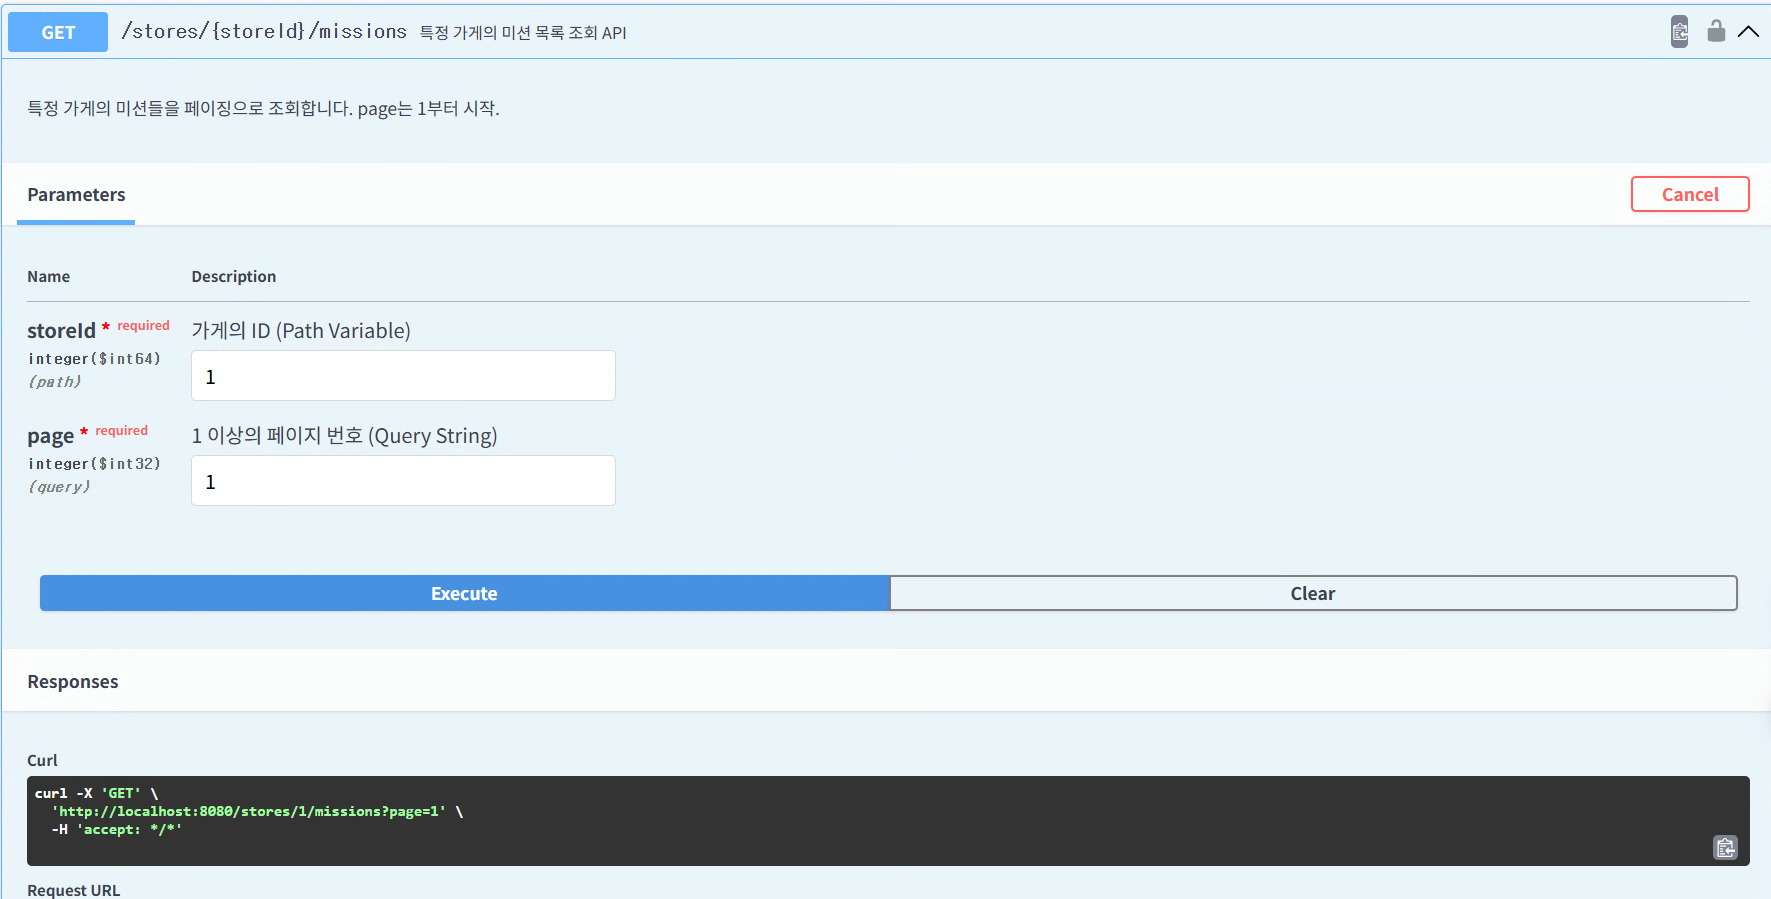 GET /stores/{storeId}/missions 특정 가게의 미션 목록 조회 API
특정 가게의 미션들을 페이징으로 조회합니다. page는 1부터 시작.
Parameters
Cancel
Name Description
storeId * required
integer($int64)
(path)
가게의 ID (Path Variable)
1
page * required
integer($int32)
(query)
1 이상의 페이지 번호 (Query String)
1
Execute
Clear
Responses
Curl
curl -X 'GET' \
'http://localhost:8080/stores/1/missions?page=1' \
-H 'accept: */*'
Request URL